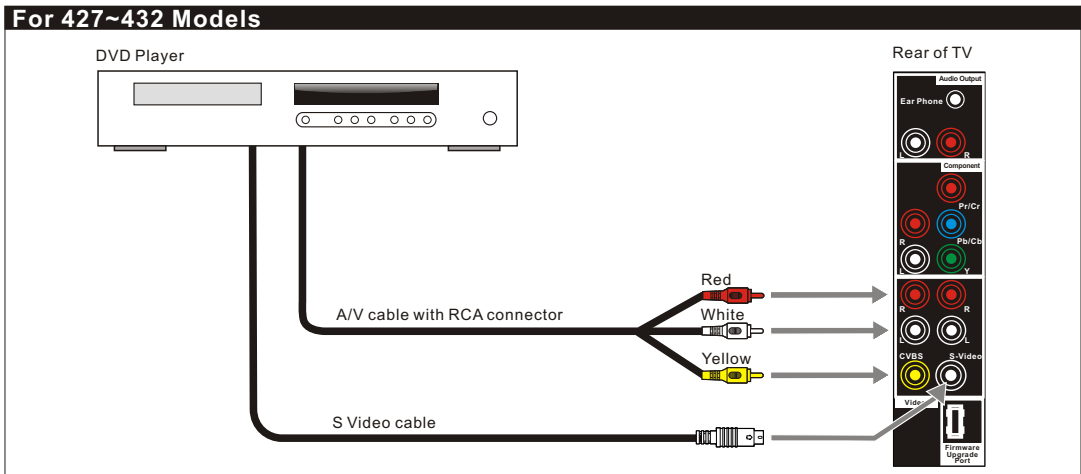 For 427~432 Models
DVD Player
Rear of TV
Audio Output
Ear Phone
L R
Component
Pr/Cr
R
Pb/Cb
L Y
Red
R R
A/V cable with RCA connector
White
L L
Yellow
CVBS S-Video
Video
S Video cable
Firmware
Upgrade
Port